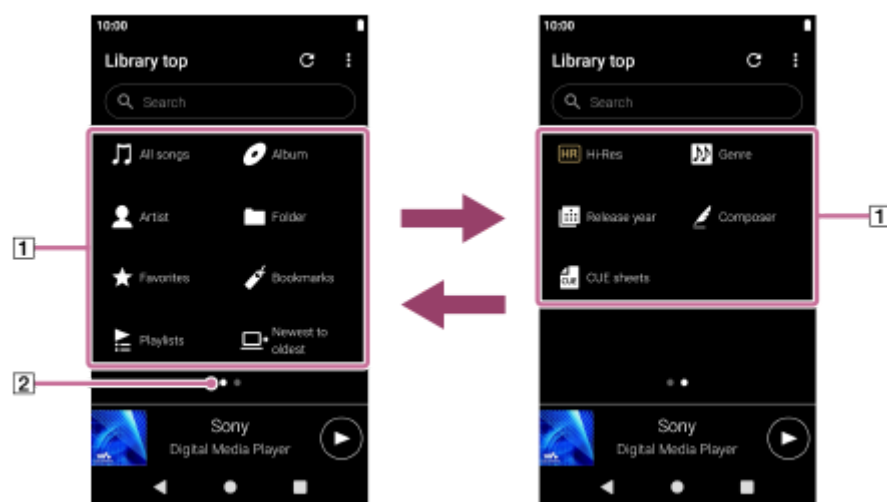 10:00
Library top
Search
All songs
Album
Artist
Folder
Favorites
Bookmarks
Playlists
Newest to
oldest
Sony
Digital Media Player
1
2
10:00
Library top
Search
HR Hi-Res
Genre
Release year
Composer
CUE CUE sheets
Sony
Digital Media Player
1